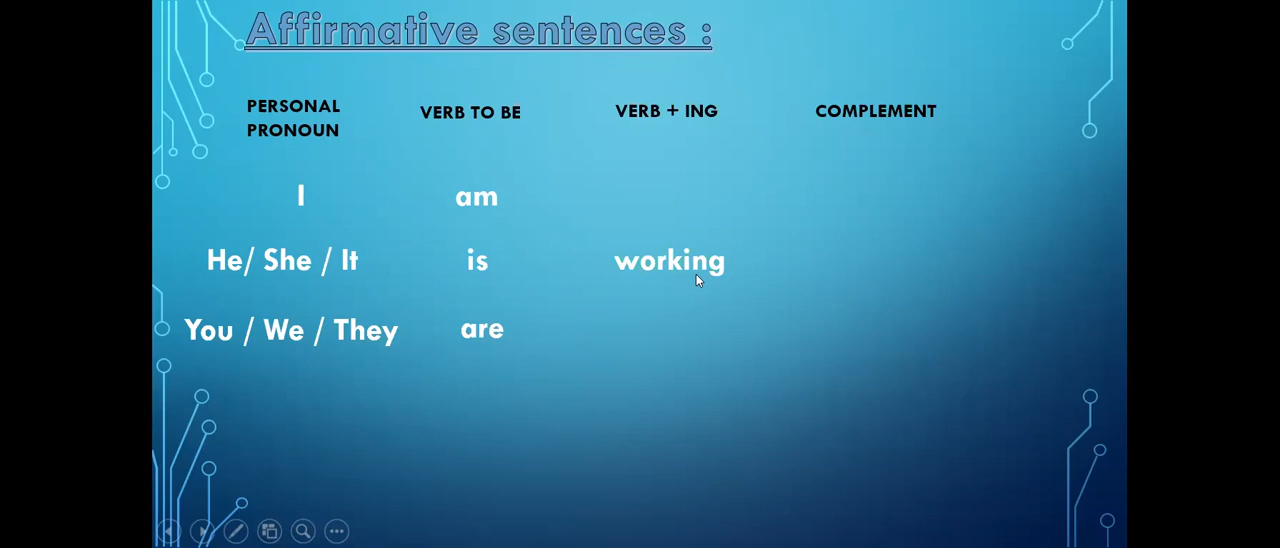 Affirmative sentences :
PERSONAL PRONOUN
VERB TO BE
VERB + ING
COMPLEMENT
I am
He/ She / It is working
You / We / They are